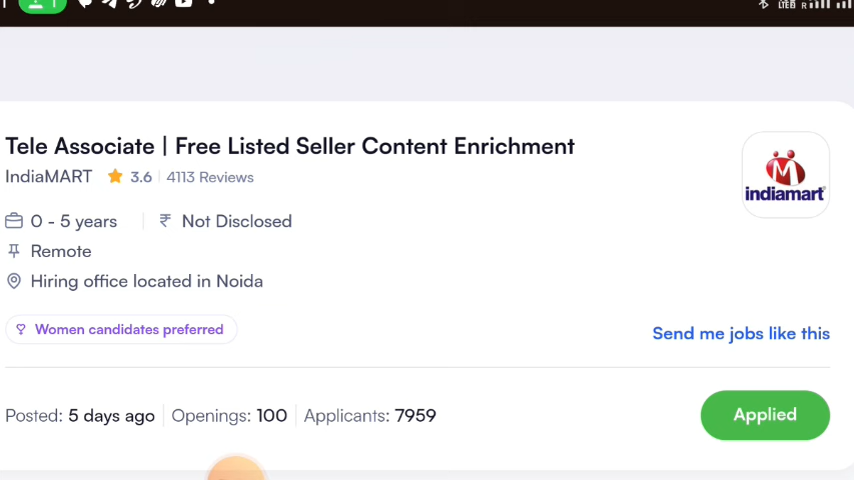 Tele Associate | Free Listed Seller Content Enrichment
IndiaMART 3.6 | 4113 Reviews
indiamart
0 - 5 years | ₹ Not Disclosed
Remote
Hiring office located in Noida
Women candidates preferred
Send me jobs like this
Posted: 5 days ago | Openings: 100 | Applicants: 7959
Applied